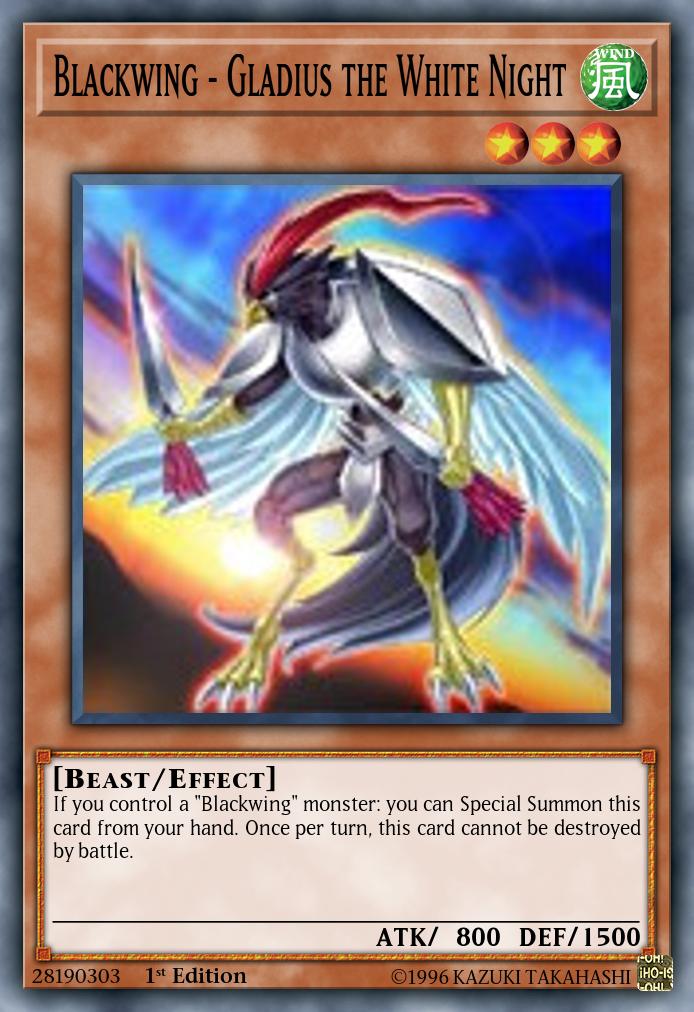 Blackwing - Gladius the White Night
WIND
風
[Beast/Effect]
If you control a "Blackwing" monster: you can Special Summon this
card from your hand. Once per turn, this card cannot be destroyed
by battle.
ATK/ 800 DEF/1500
28190303 1st Edition ©1996 KAZUKI TAKAHASHI